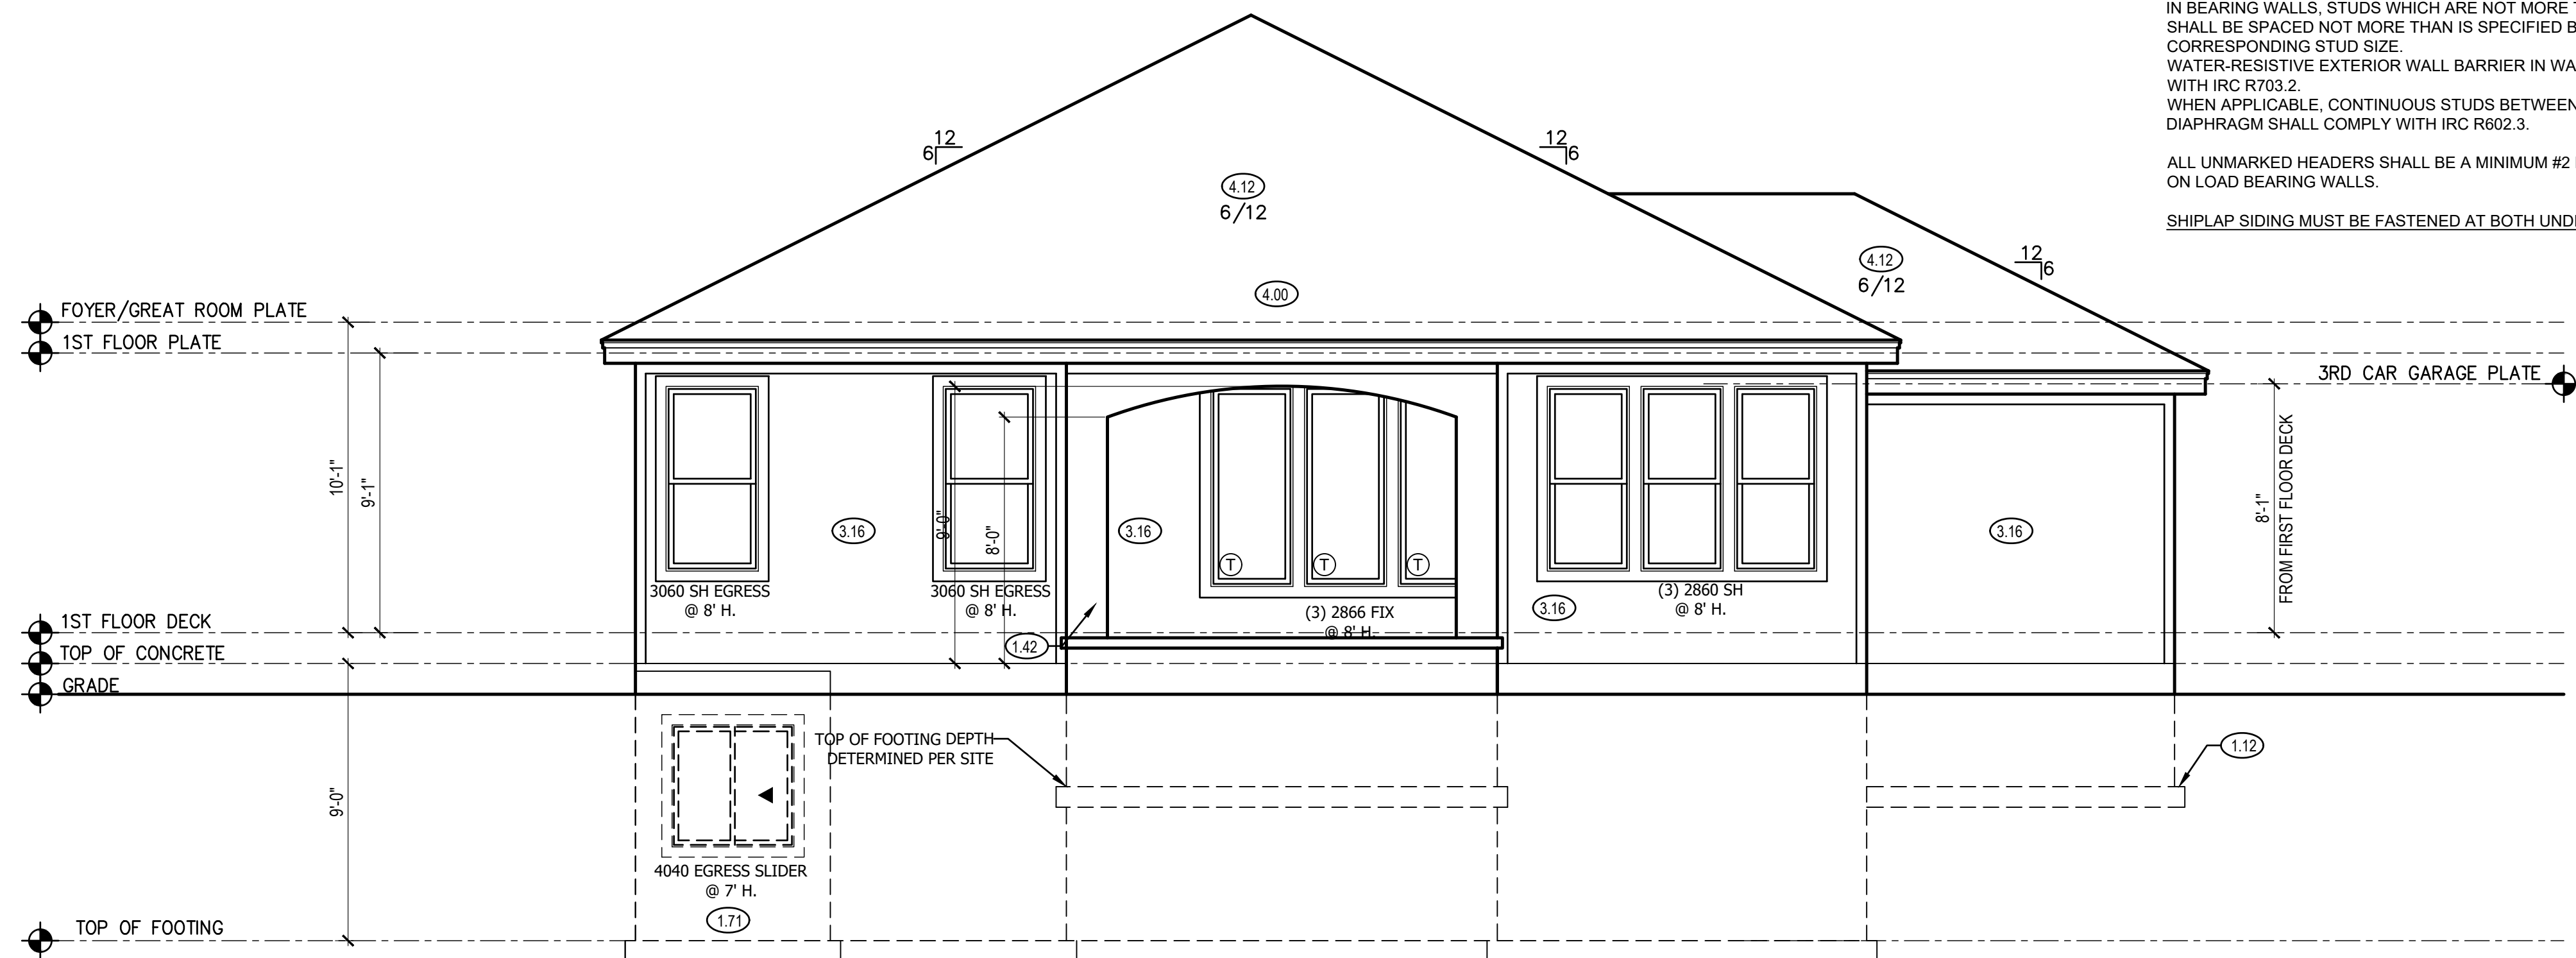 IN BEARING WALLS, STUDS WHICH ARE NOT MORE
SHALL BE SPACED NOT MORE THAN IS SPECIFIED
CORRESPONDING STUD SIZE.
WATER-RESISTIVE EXTERIOR WALL BARRIER IN
WITH IRC R703.2.
WHEN APPLICABLE, CONTINUOUS STUDS BETWEEN
DIAPHRAGM SHALL COMPLY WITH IRC R602.3.
ALL UNMARKED HEADERS SHALL BE A MINIMUM #2
ON LOAD BEARING WALLS.
SHIPLAP SIDING MUST BE FASTENED AT BOTH
12
6
12
6
4.12
6/12
12
6
4.12
6/12
4.00
FOYER/GREAT ROOM PLATE
1ST FLOOR PLATE
3RD CAR GARAGE PLATE
10'-1"
9'-1"
9'-0"
8'-0"
8'-1"
FROM FIRST FLOOR DECK
3.16
3.16
3.16
T
T
T
3060 SH EGRESS
@ 8' H.
3060 SH EGRESS
@ 8' H.
(3) 2866 FIX
@ 8' H.
3.16
(3) 2860 SH
@ 8' H.
1ST FLOOR DECK
1.42
TOP OF CONCRETE
GRADE
TOP OF FOOTING DEPTH
DETERMINED PER SITE
1.12
9'-0"
4040 EGRESS SLIDER
@ 7' H.
1.71
TOP OF FOOTING